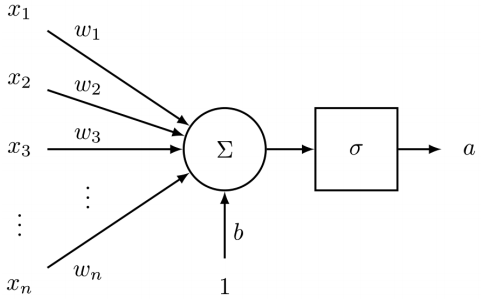 x₁
w₁
x₂
w₂
x₃
w₃
Σ
σ
a
⋮
⋮
b
xₙ
wₙ
1